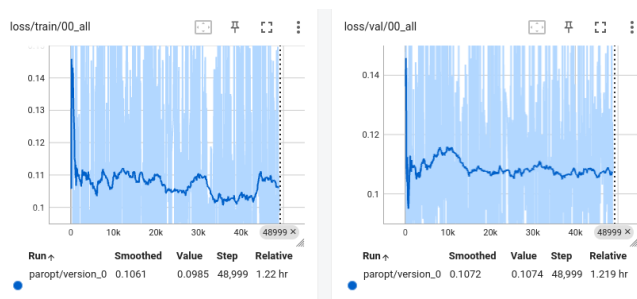 loss/train/00_all
0.14
0.13
0.12
0.11
0.1
0
10k
20k
30k
40k
48999 ×
Run↑ Smoothed Value Step Relative
paropt/version_0 0.1061 0.0985 48,999 1.22 hr
loss/val/00_all
0.14
0.12
0.1
0
10k
20k
30k
40k
48999 ×
Run↑ Smoothed Value Step Relative
paropt/version_0 0.1072 0.1074 48,999 1.219 hr